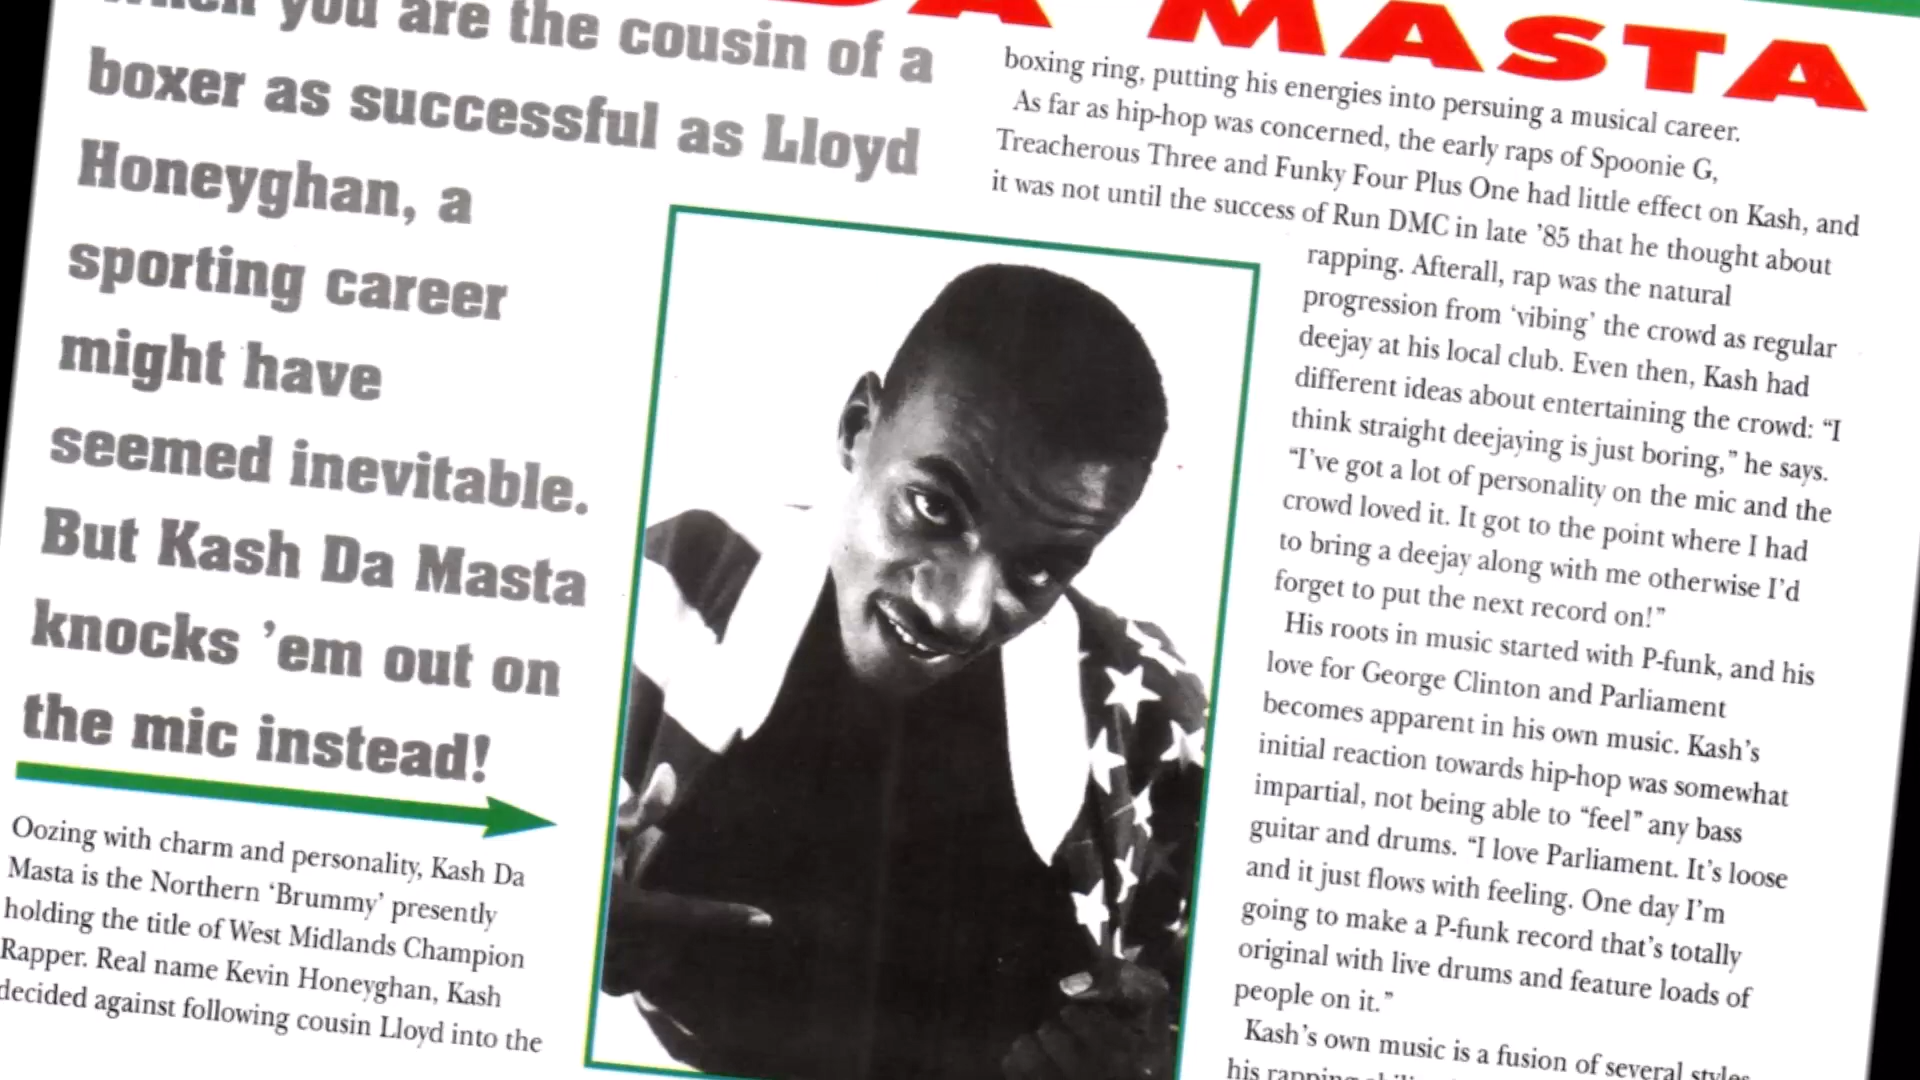 DA MASTA
When you are the cousin of a
boxer as successful as Lloyd
Honeyghan, a
sporting career
might have
seemed inevitable.
But Kash Da Masta
knocks 'em out on
the mic instead!
Oozing with charm and personality, Kash Da
Masta is the Northern 'Brummy' presently
holding the title of West Midlands Champion
Rapper. Real name Kevin Honeyghan, Kash
decided against following cousin Lloyd into the
boxing ring, putting his energies into persuing a musical career.
As far as hip-hop was concerned, the early raps of Spoonie G,
Treacherous Three and Funky Four Plus One had little effect on Kash, and
it was not until the success of Run DMC in late '85 that he thought about
rapping. Afterall, rap was the natural
progression from 'vibing' the crowd as regular
deejay at his local club. Even then, Kash had
different ideas about entertaining the crowd: “I
think straight deejaying is just boring,” he says.
“I've got a lot of personality on the mic and the
crowd loved it. It got to the point where I had
to bring a deejay along with me otherwise I'd
forget to put the next record on!”
His roots in music started with P-funk, and his
love for George Clinton and Parliament
becomes apparent in his own music. Kash's
initial reaction towards hip-hop was somewhat
impartial, not being able to “feel” any bass
guitar and drums. “I love Parliament. It's loose
and it just flows with feeling. One day I'm
going to make a P-funk record that's totally
original with live drums and feature loads of
people on it.”
Kash's own music is a fusion of several styles
his rapping